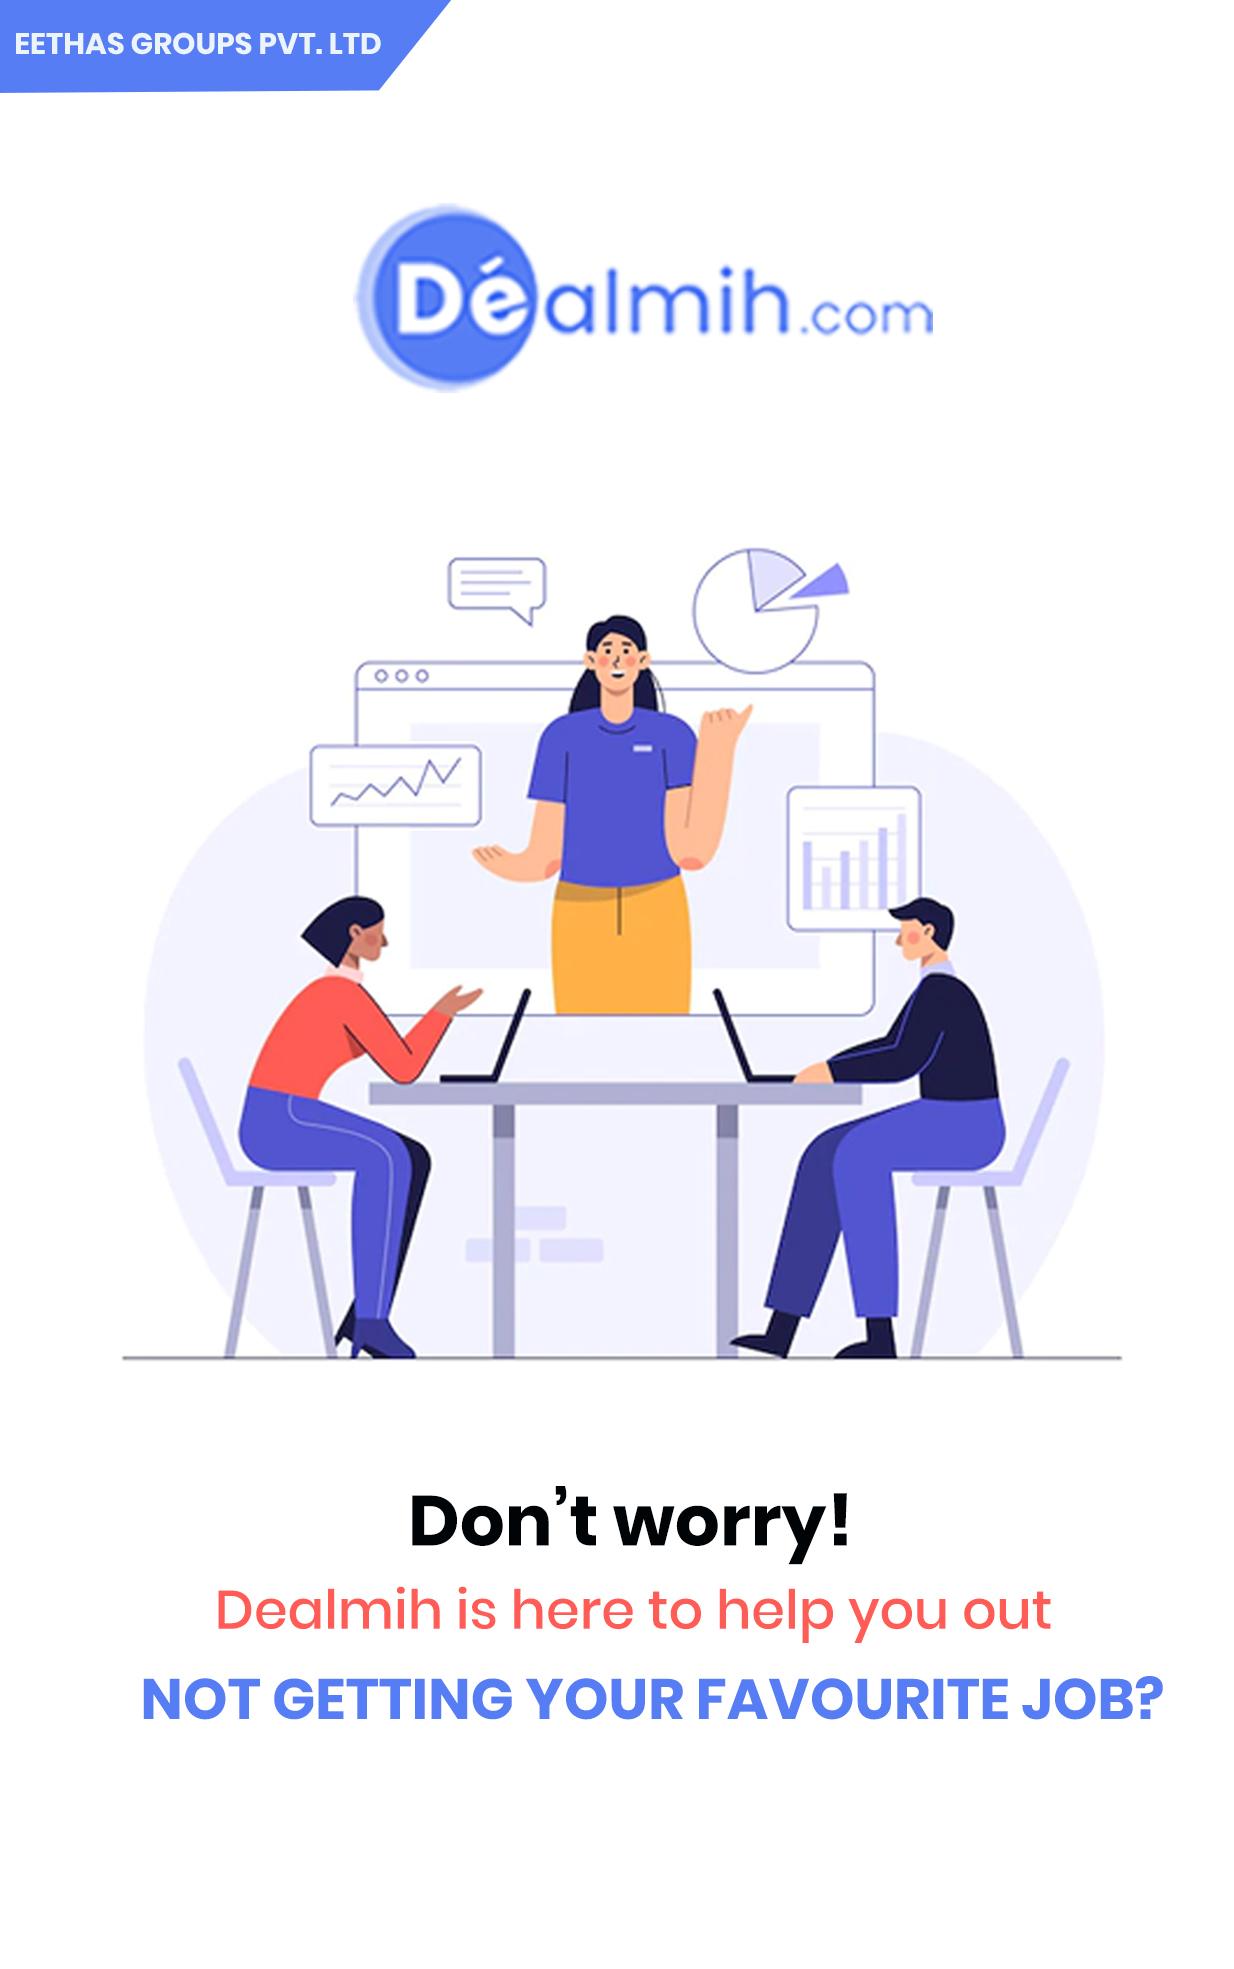 EETHAS GROUPS PVT. LTD
Déalmih.com
Don’t worry!
Dealmih is here to help you out
NOT GETTING YOUR FAVOURITE JOB?